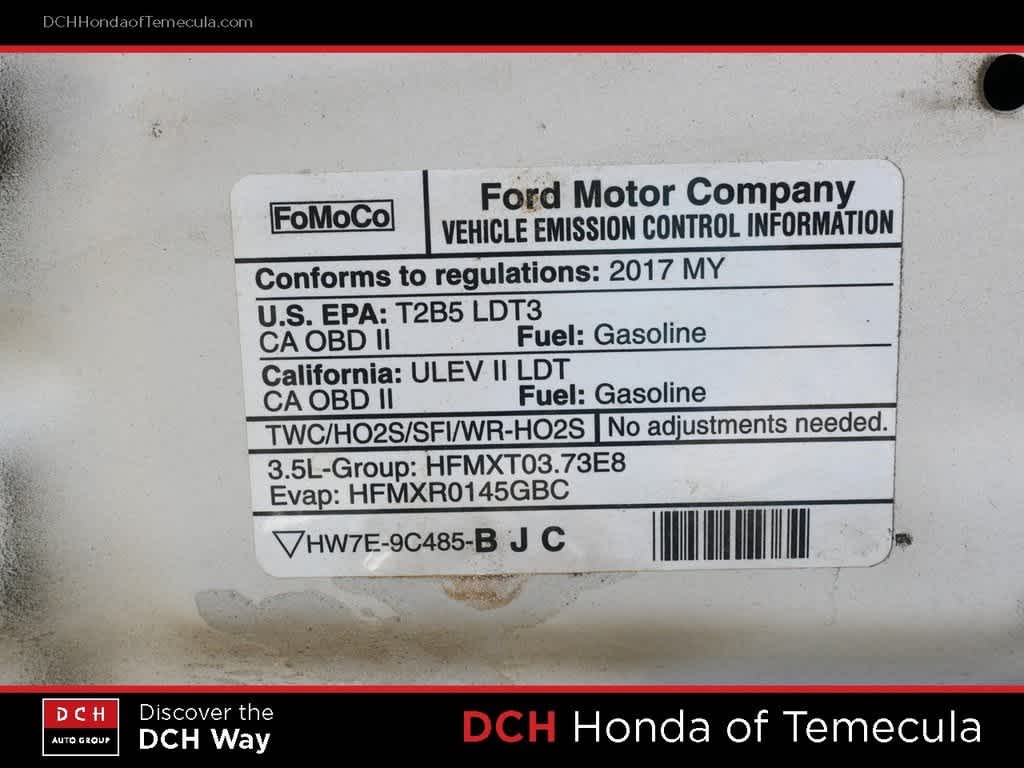 DCHHondaofTemecula.com
FoMoCo
Ford Motor Company
VEHICLE EMISSION CONTROL INFORMATION
Conforms to regulations: 2017 MY
U.S. EPA: T2B5 LDT3
CA OBD II Fuel: Gasoline
California: ULEV II LDT
CA OBD II Fuel: Gasoline
TWC/HO2S/SFI/WR-HO2S No adjustments needed.
3.5L-Group: HFMXT03.73E8
Evap: HFMXR0145GBC
HW7E-9C485-B J C
DCH
AUTO GROUP
Discover the
DCH Way
DCH Honda of Temecula